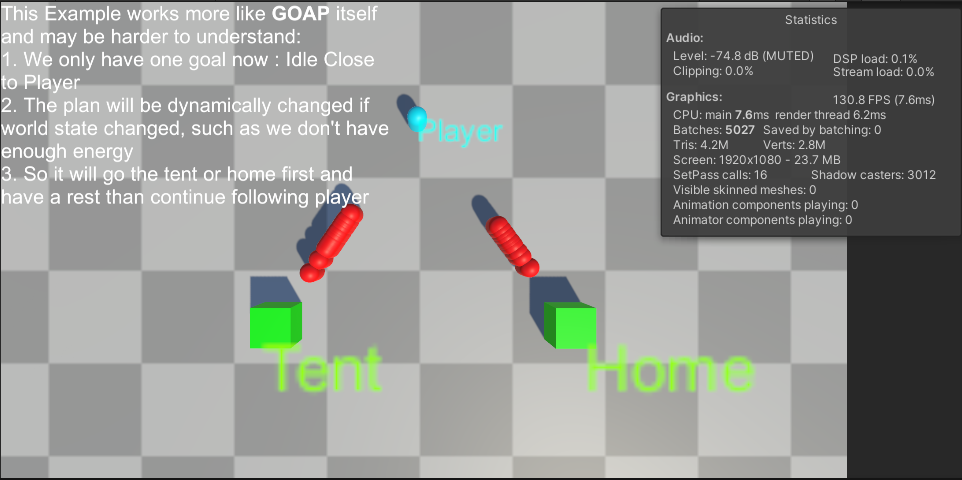 This Example works more like GOAP itself
and may be harder to understand:
1. We only have one goal now : Idle Close
to Player
2. The plan will be dynamically changed if
world state changed, such as we don't have
enough energy
3. So it will go the tent or home first and
have a rest than continue following player
Player
Tent
Home
Statistics
Audio:
Level: -74.8 dB (MUTED) DSP load: 0.1%
Clipping: 0.0% Stream load: 0.0%
Graphics: 130.8 FPS (7.6ms)
CPU: main 7.6ms render thread 6.2ms
Batches: 5027 Saved by batching: 0
Tris: 4.2M Verts: 2.8M
Screen: 1920x1080 - 23.7 MB
SetPass calls: 16 Shadow casters: 3012
Visible skinned meshes: 0
Animation components playing: 0
Animator components playing: 0